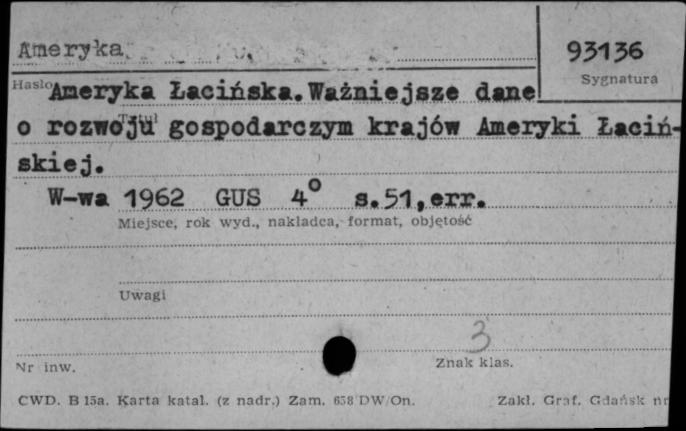 Ameryka
93136
Hasło
Sygnatura
Ameryka Łacińska. Ważniejsze dane
Tytuł
o rozwoju gospodarczym krajów Ameryki Łaciń-
skiej.
W-wa 1962 GUS 4° s.51,err.
Miejsce, rok wyd., nakładca, format, objętość
Uwagi
3
Nr inw.
Znak klas.
CWD. B 15a. Karta katal. (z nadr.) Zam. 658 DW/On.
Zakł. Graf. Gdańsk nr